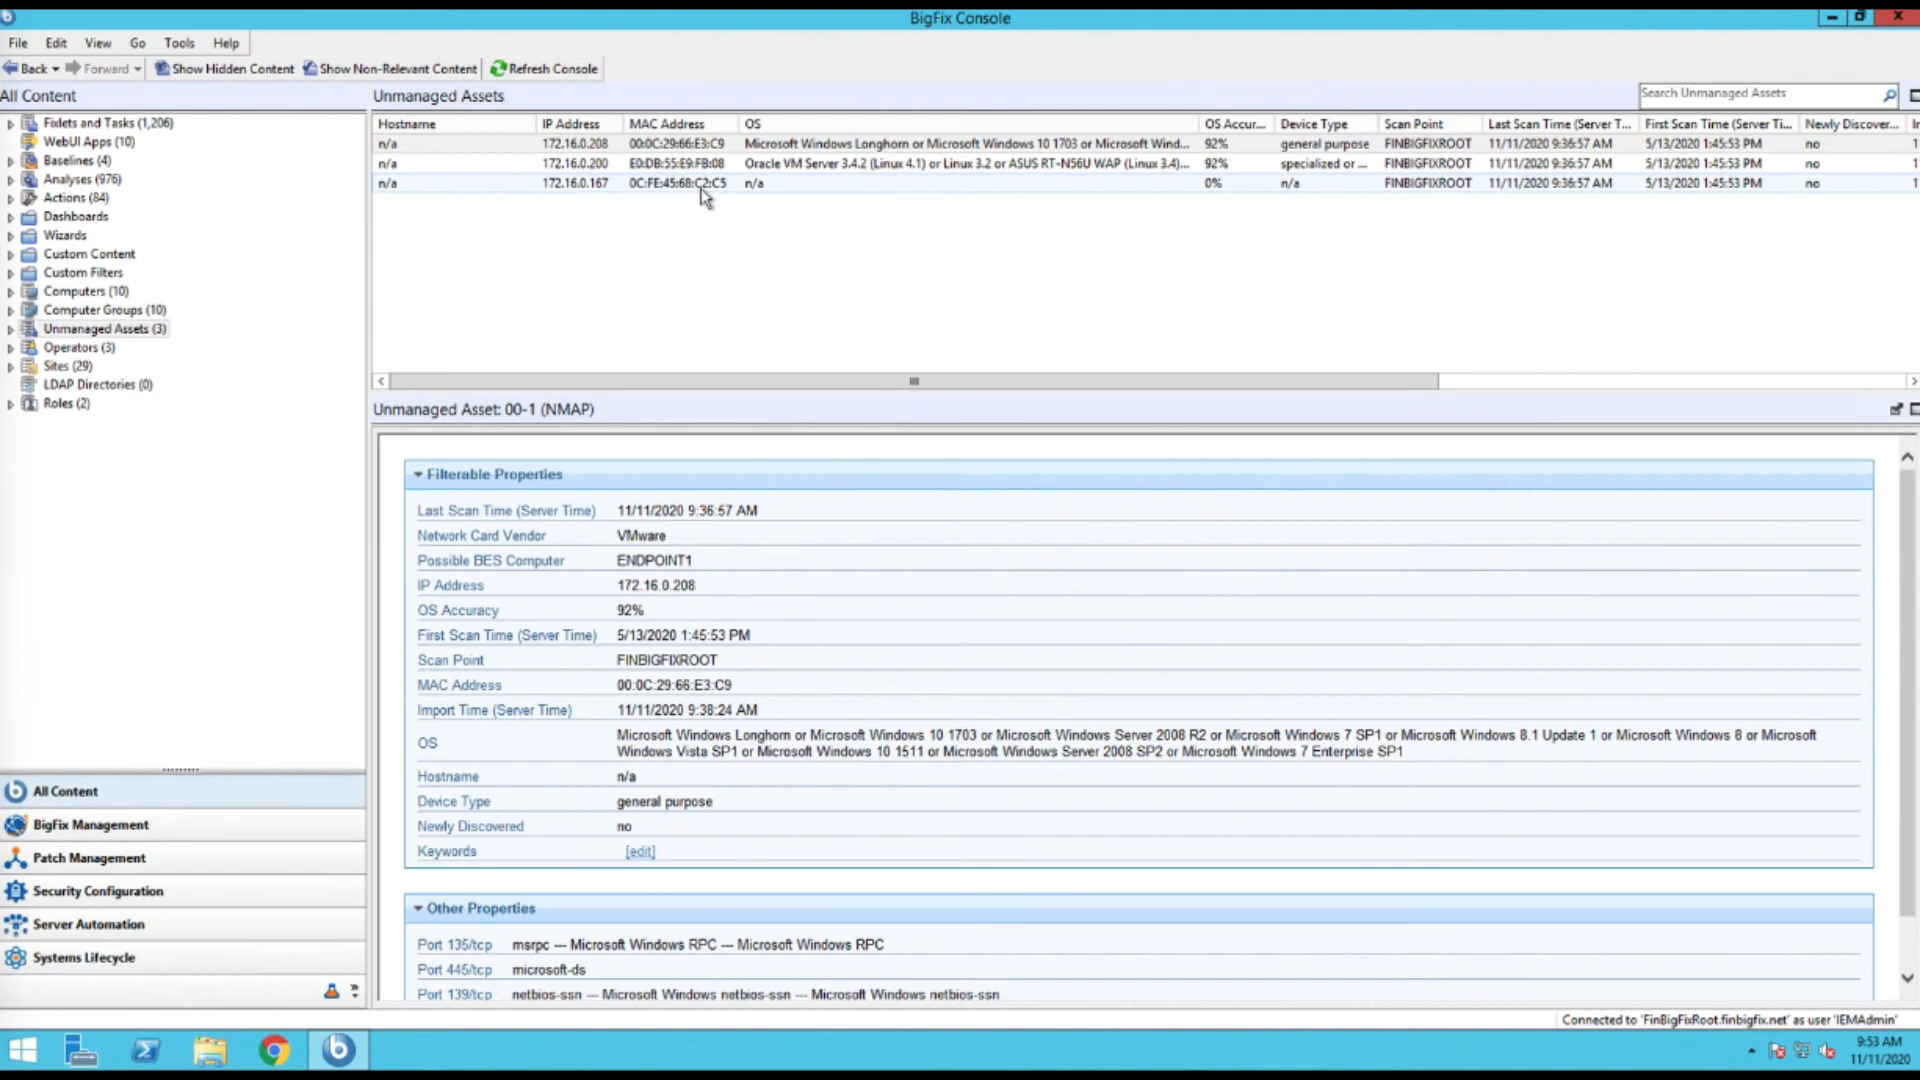 BigFix Console
File Edit View Go Tools Help
Back Forward Show Hidden Content Show Non-Relevant Content Refresh Console
All Content
Fixlets and Tasks (1,206)
WebUI Apps (10)
Baselines (4)
Analyses (976)
Actions (84)
Dashboards
Wizards
Custom Content
Custom Filters
Computers (10)
Computer Groups (10)
Unmanaged Assets (3)
Operators (3)
Sites (29)
LDAP Directories (0)
Roles (2)
All Content
BigFix Management
Patch Management
Security Configuration
Server Automation
Systems Lifecycle
Unmanaged Assets
Search Unmanaged Assets
Hostname IP Address MAC Address OS OS Accur... Device Type Scan Point Last Scan Time (Server T... First Scan Time (Server Ti... Newly Discover...
n/a 172.16.0.208 00:0C:29:66:E3:C9 Microsoft Windows Longhorn or Microsoft Windows 10 1703 or Microsoft Wind... 92% general purpose FINBIGFIXROOT 11/11/2020 9:36:57 AM 5/13/2020 1:45:53 PM no
n/a 172.16.0.200 E0:DB:55:E9:FB:08 Oracle VM Server 3.4.2 (Linux 4.1) or Linux 3.2 or ASUS RT-N56U WAP (Linux 3.4)... 92% specialized or ... FINBIGFIXROOT 11/11/2020 9:36:57 AM 5/13/2020 1:45:53 PM no
n/a 172.16.0.167 0C:FE:45:68:C2:C5 n/a 0% n/a FINBIGFIXROOT 11/11/2020 9:36:57 AM 5/13/2020 1:45:53 PM no
Unmanaged Asset: 00-1 (NMAP)
Filterable Properties
Last Scan Time (Server Time) 11/11/2020 9:36:57 AM
Network Card Vendor VMware
Possible BES Computer ENDPOINT1
IP Address 172.16.0.208
OS Accuracy 92%
First Scan Time (Server Time) 5/13/2020 1:45:53 PM
Scan Point FINBIGFIXROOT
MAC Address 00:0C:29:66:E3:C9
Import Time (Server Time) 11/11/2020 9:38:24 AM
OS Microsoft Windows Longhorn or Microsoft Windows 10 1703 or Microsoft Windows Server 2008 R2 or Microsoft Windows 7 SP1 or Microsoft Windows 8.1 Update 1 or Microsoft Windows 8 or Microsoft
Windows Vista SP1 or Microsoft Windows 10 1511 or Microsoft Windows Server 2008 SP2 or Microsoft Windows 7 Enterprise SP1
Hostname n/a
Device Type general purpose
Newly Discovered no
Keywords [edit]
Other Properties
Port 135/tcp msrpc --- Microsoft Windows RPC --- Microsoft Windows RPC
Port 445/tcp microsoft-ds
Port 139/tcp netbios-ssn --- Microsoft Windows netbios-ssn --- Microsoft Windows netbios-ssn
Connected to 'FinBigFixRoot.finbigfix.net' as user 'IEMAdmin'
9:53 AM
11/11/2020